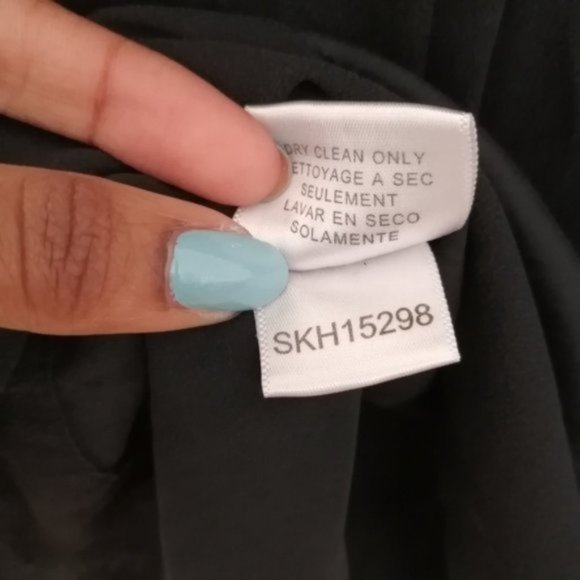 DRY CLEAN ONLY
ETTOYAGE A SEC
SEULEMENT
LAVAR EN SECO
SOLAMENTE
SKH15298